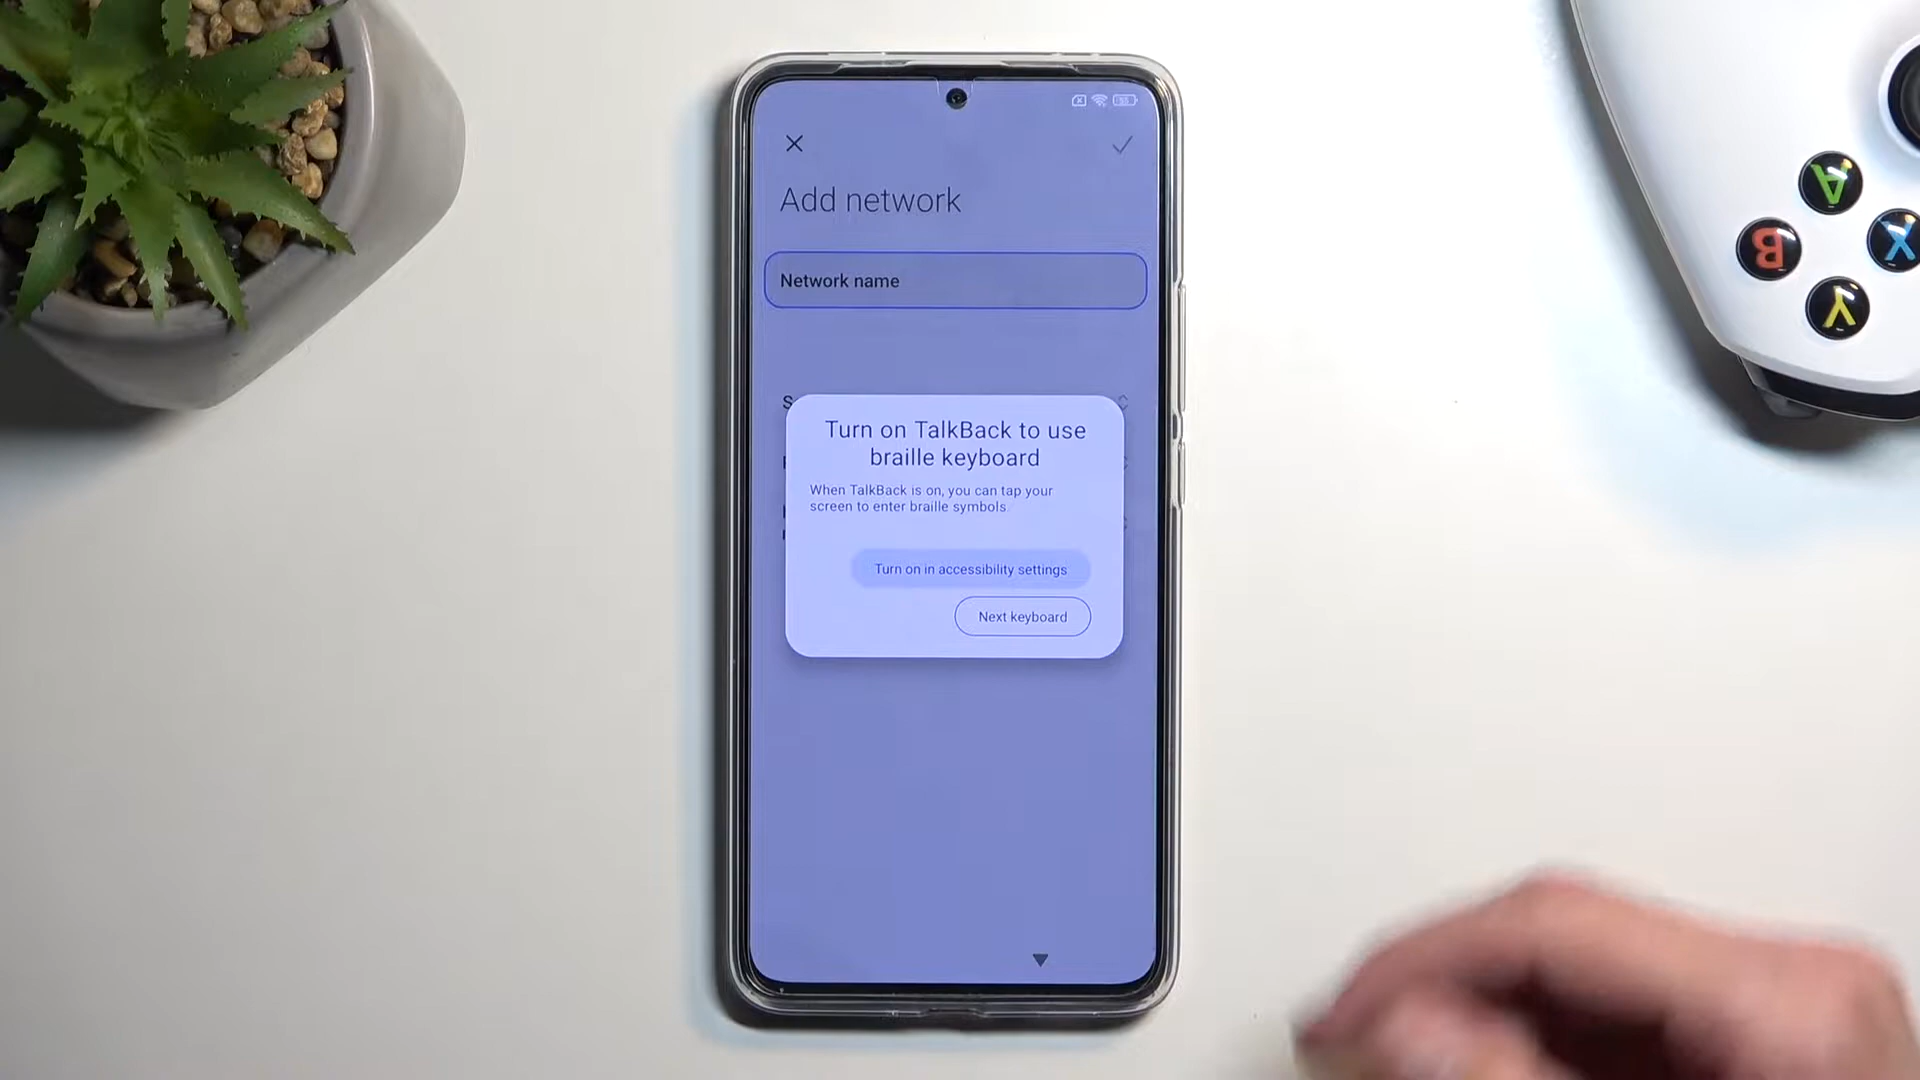 Add network
Network name
S
Turn on TalkBack to use
braille keyboard
When TalkBack is on, you can tap your
screen to enter braille symbols.
Turn on in accessibility settings
Next keyboard
A
B
X
Y